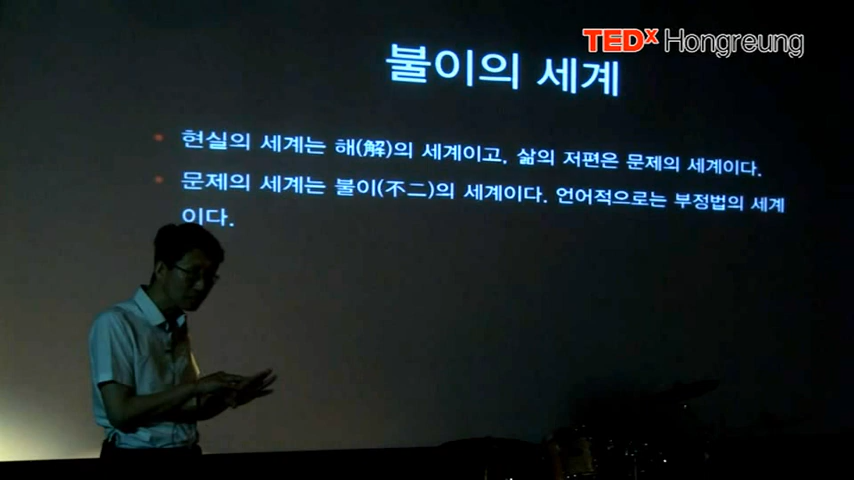 TEDx Hongreung
불이의 세계
현실의 세계는 해(解)의 세계이고, 삶의 저편은 문제의 세계이다.
문제의 세계는 불이(不二)의 세계이다. 언어적으로는 부정법의 세계
이다.